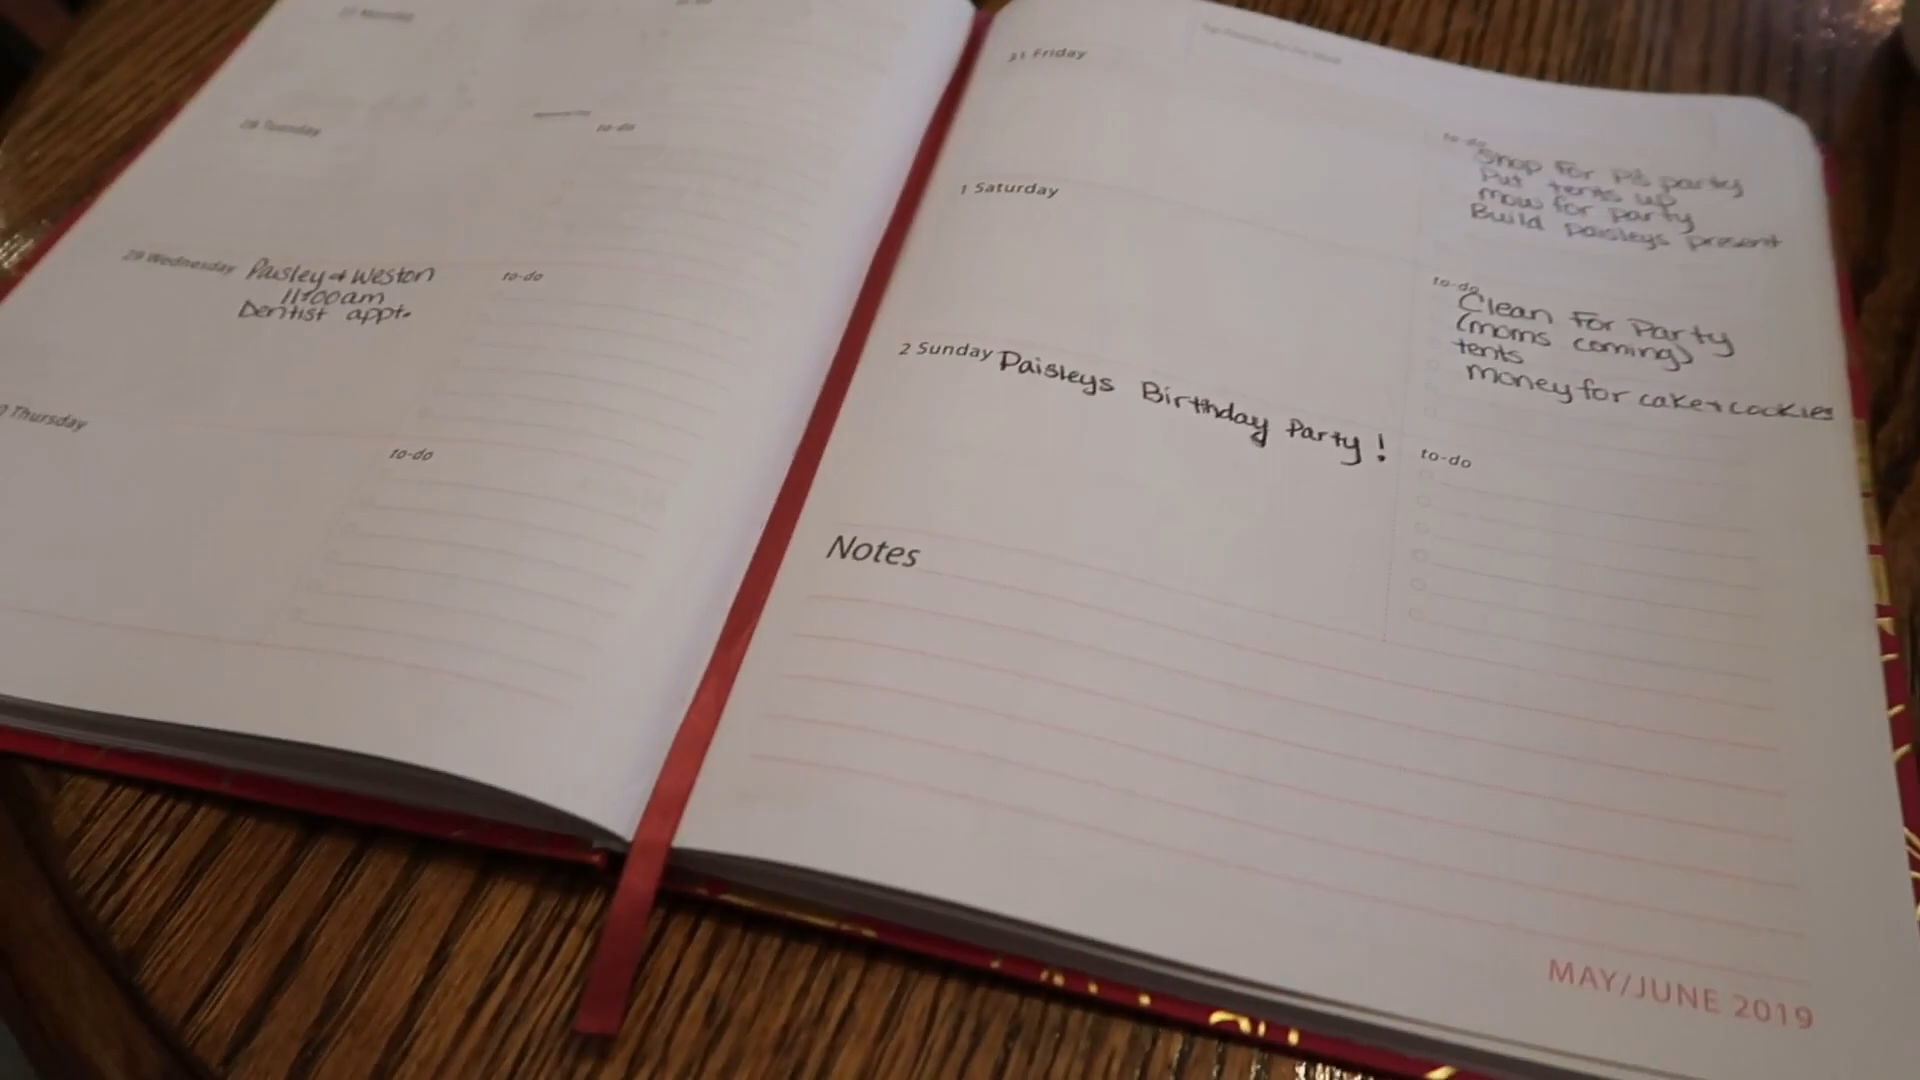 27 Monday
28 Tuesday
to-do
29 Wednesday Paisley + Weston
11:00am
Dentist appt.
to-do
Thursday
to-do
31 Friday
to-do
Shop for P's party
Put tents up
mow for party
Build paisleys present
1 Saturday
to-do
Clean For Party
(moms coming)
tents
money for cake + cookies
2 Sunday Paisleys Birthday Party!
to-do
Notes
MAY/JUNE 2019